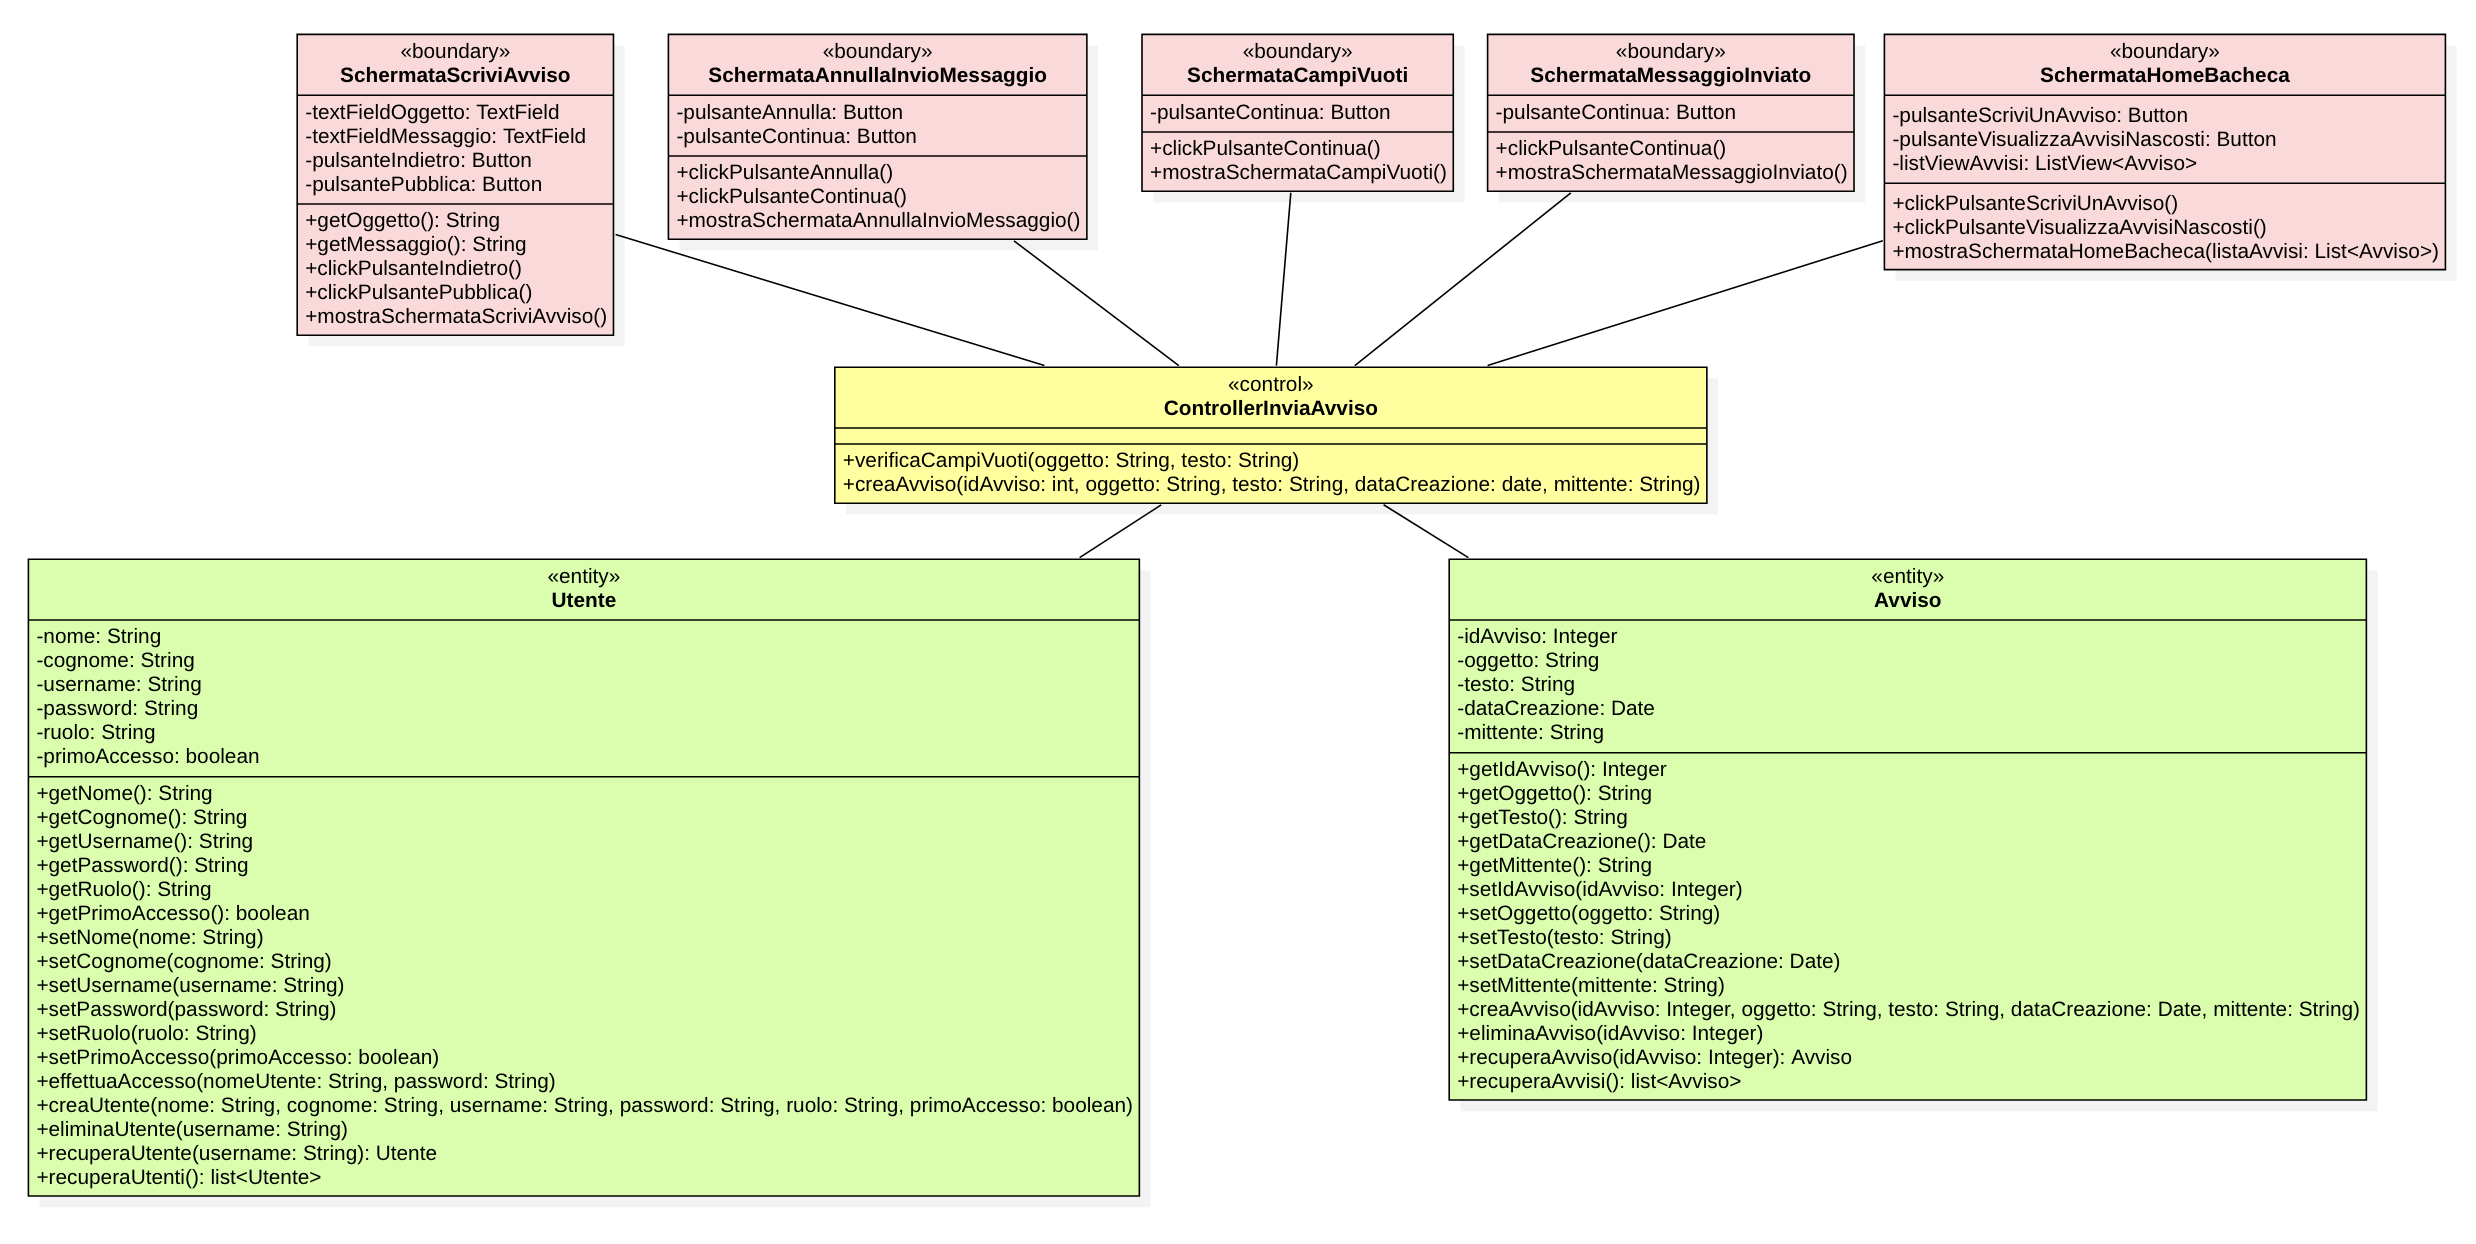 «boundary»
SchermataScriviAvviso
-textFieldOggetto: TextField
-textFieldMessaggio: TextField
-pulsanteIndietro: Button
-pulsantePubblica: Button
+getOggetto(): String
+getMessaggio(): String
+clickPulsanteIndietro()
+clickPulsantePubblica()
+mostraSchermataScriviAvviso()
«boundary»
SchermataAnnullaInvioMessaggio
-pulsanteAnnulla: Button
-pulsanteContinua: Button
+clickPulsanteAnnulla()
+clickPulsanteContinua()
+mostraSchermataAnnullaInvioMessaggio()
«boundary»
SchermataCampiVuoti
-pulsanteContinua: Button
+clickPulsanteContinua()
+mostraSchermataCampiVuoti()
«boundary»
SchermataMessaggioInviato
-pulsanteContinua: Button
+clickPulsanteContinua()
+mostraSchermataMessaggioInviato()
«boundary»
SchermataHomeBacheca
-pulsanteScriviUnAvviso: Button
-pulsanteVisualizzaAvvisiNascosti: Button
-listViewAvvisi: ListView<Avviso>
+clickPulsanteScriviUnAvviso()
+clickPulsanteVisualizzaAvvisiNascosti()
+mostraSchermataHomeBacheca(listaAvvisi: List<Avviso>)
«control»
ControllerInviaAvviso
+verificaCampiVuoti(oggetto: String, testo: String)
+creaAvviso(idAvviso: int, oggetto: String, testo: String, dataCreazione: date, mittente: String)
«entity»
Utente
-nome: String
-cognome: String
-username: String
-password: String
-ruolo: String
-primoAccesso: boolean
+getNome(): String
+getCognome(): String
+getUsername(): String
+getPassword(): String
+getRuolo(): String
+getPrimoAccesso(): boolean
+setNome(nome: String)
+setCognome(cognome: String)
+setUsername(username: String)
+setPassword(password: String)
+setRuolo(ruolo: String)
+setPrimoAccesso(primoAccesso: boolean)
+effettuaAccesso(nomeUtente: String, password: String)
+creaUtente(nome: String, cognome: String, username: String, password: String, ruolo: String, primoAccesso: boolean)
+eliminaUtente(username: String)
+recuperaUtente(username: String): Utente
+recuperaUtenti(): list<Utente>
«entity»
Avviso
-idAvviso: Integer
-oggetto: String
-testo: String
-dataCreazione: Date
-mittente: String
+getIdAvviso(): Integer
+getOggetto(): String
+getTesto(): String
+getDataCreazione(): Date
+getMittente(): String
+setIdAvviso(idAvviso: Integer)
+setOggetto(oggetto: String)
+setTesto(testo: String)
+setDataCreazione(dataCreazione: Date)
+setMittente(mittente: String)
+creaAvviso(idAvviso: Integer, oggetto: String, testo: String, dataCreazione: Date, mittente: String)
+eliminaAvviso(idAvviso: Integer)
+recuperaAvviso(idAvviso: Integer): Avviso
+recuperaAvvisi(): list<Avviso>